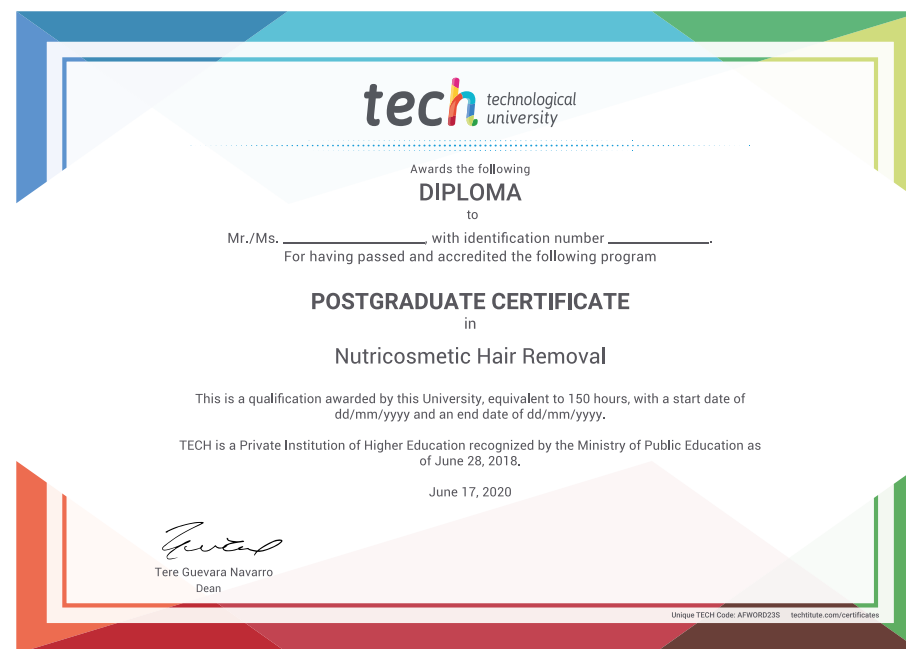 tech technological
university
Awards the following
DIPLOMA
to
Mr./Ms. ____________________, with identification number ______________.
For having passed and accredited the following program
POSTGRADUATE CERTIFICATE
in
Nutricosmetic Hair Removal
This is a qualification awarded by this University, equivalent to 150 hours, with a start date of
dd/mm/yyyy and an end date of dd/mm/yyyy.
TECH is a Private Institution of Higher Education recognized by the Ministry of Public Education as
of June 28, 2018.
June 17, 2020
Tere Guevara Navarro
Dean
Unique TECH Code: AFWORD23S techtitute.com/certificates